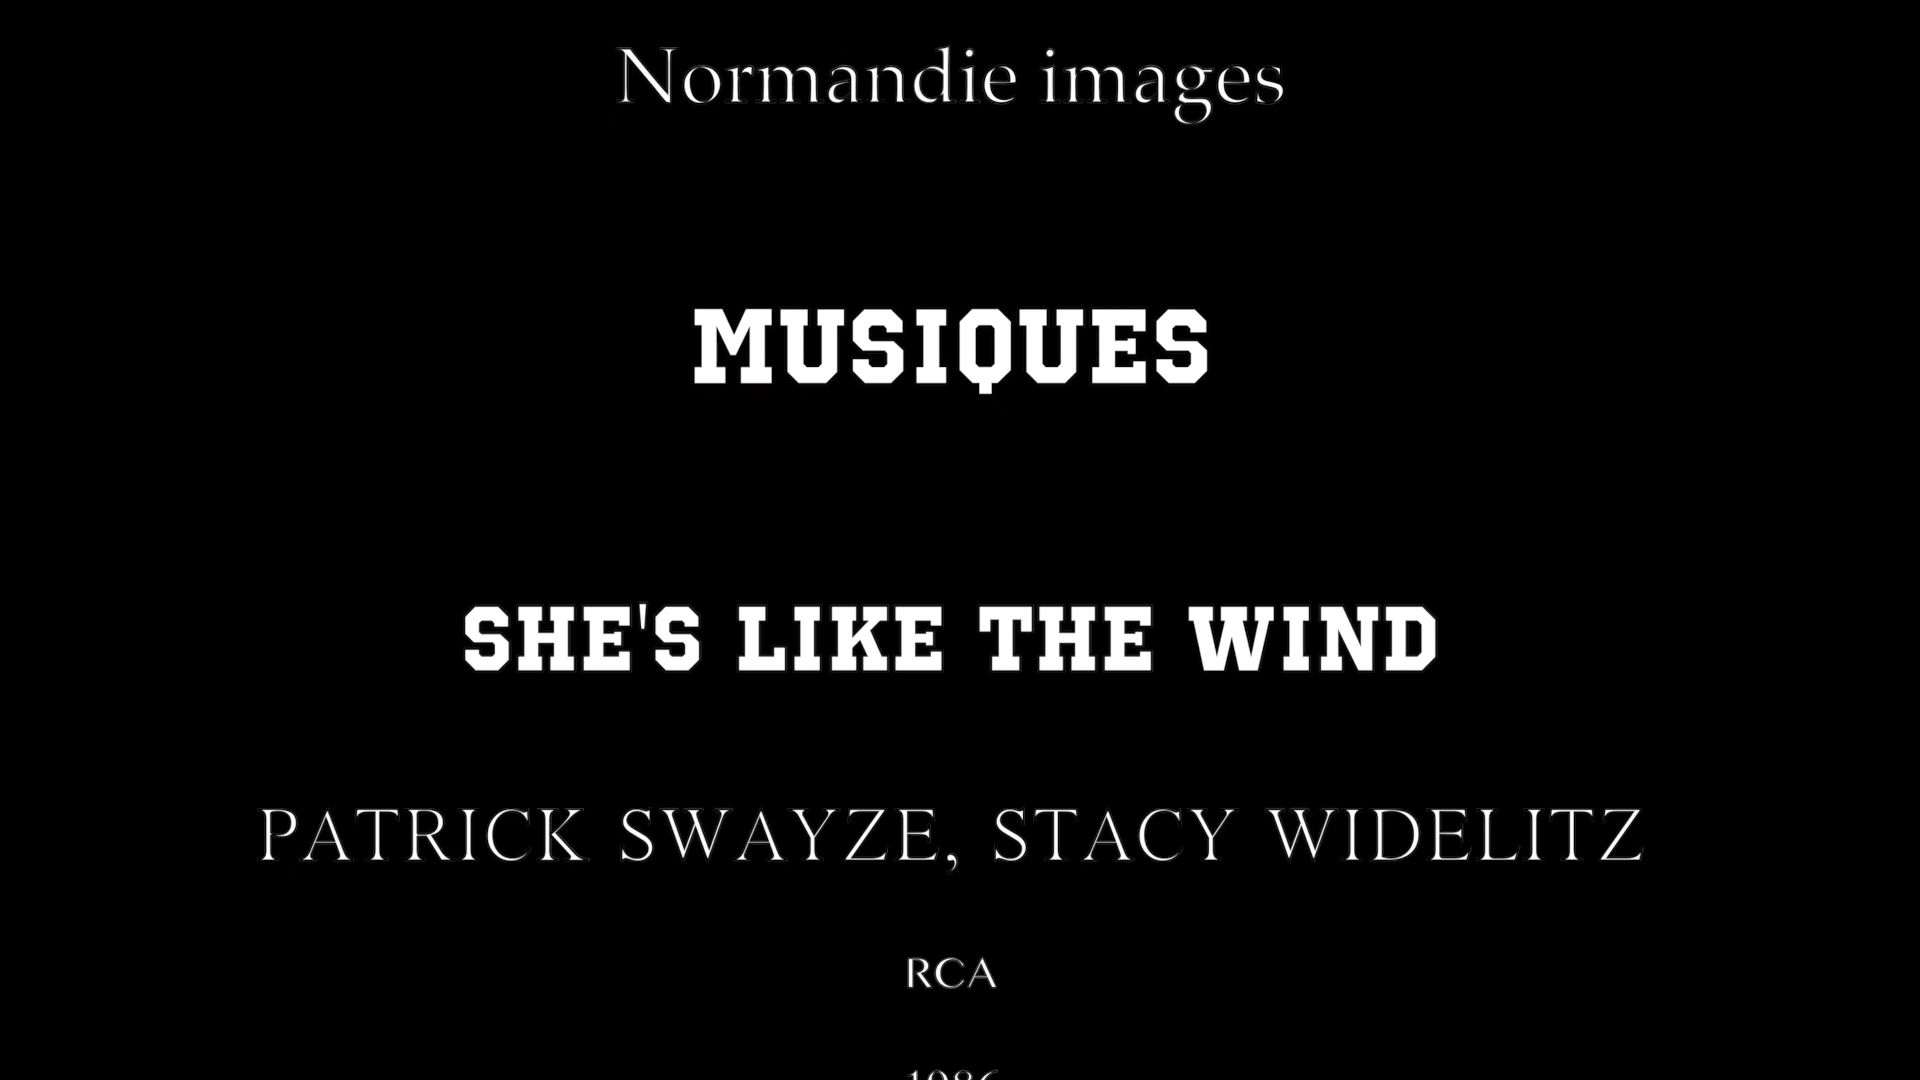 Normandie images
MUSIQUES
SHE'S LIKE THE WIND
PATRICK SWAYZE, STACY WIDELITZ
RCA